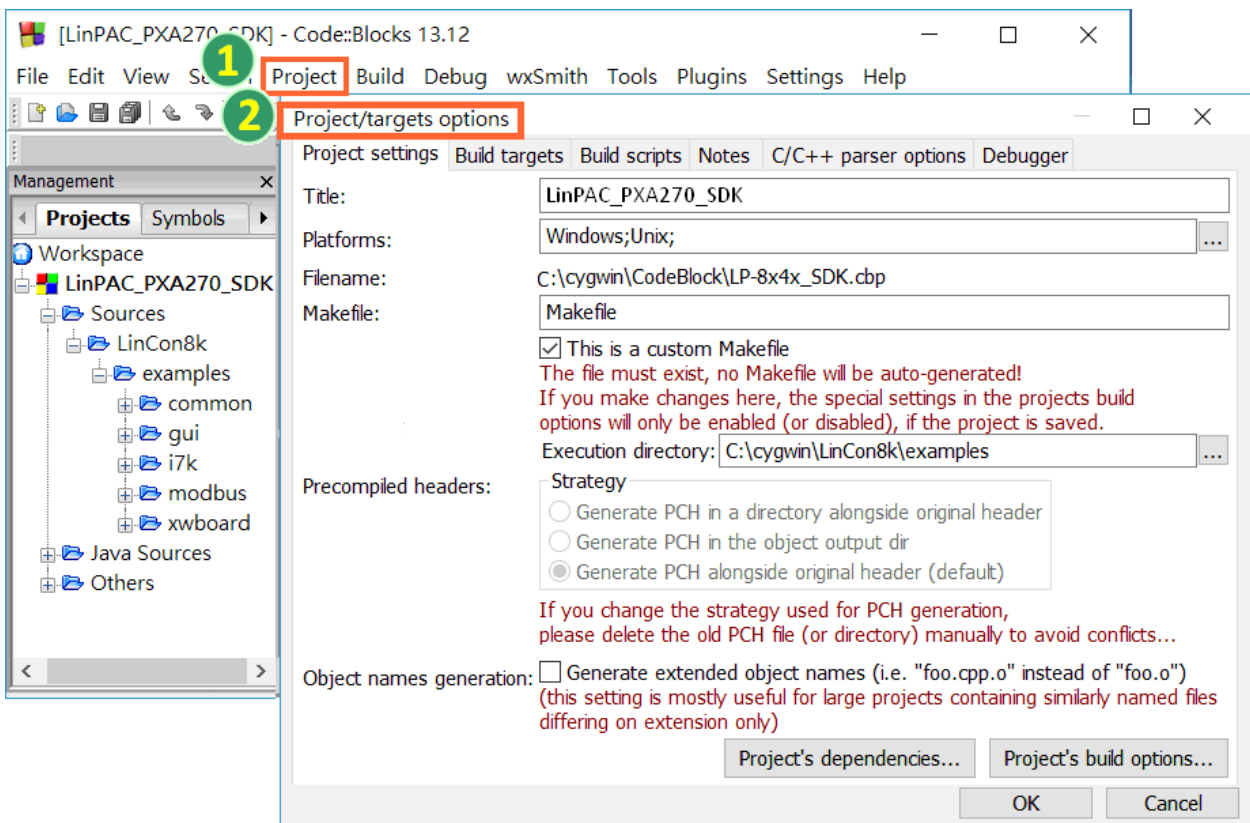 [LinPAC_PXA270_SDK] - Code::Blocks 13.12
1
File Edit View Project Build Debug wxSmith Tools Plugins Settings Help
2
Project/targets options
Project settings Build targets Build scripts Notes C/C++ parser options Debugger
Management
Projects Symbols
Workspace
LinPAC_PXA270_SDK
Sources
LinCon8k
examples
common
gui
i7k
modbus
xwboard
Java Sources
Others
Title: LinPAC_PXA270_SDK
Platforms: Windows;Unix; ...
Filename: C:\cygwin\CodeBlock\LP-8x4x_SDK.cbp
Makefile: Makefile
This is a custom Makefile
The file must exist, no Makefile will be auto-generated!
If you make changes here, the special settings in the projects build
options will only be enabled (or disabled), if the project is saved.
Execution directory: C:\cygwin\LinCon8k\examples ...
Precompiled headers: Strategy
Generate PCH in a directory alongside original header
Generate PCH in the object output dir
Generate PCH alongside original header (default)
If you change the strategy used for PCH generation,
please delete the old PCH file (or directory) manually to avoid conflicts...
Object names generation: Generate extended object names (i.e. "foo.cpp.o" instead of "foo.o")
(this setting is mostly useful for large projects containing similarly named files
differing on extension only)
Project's dependencies... Project's build options...
OK Cancel